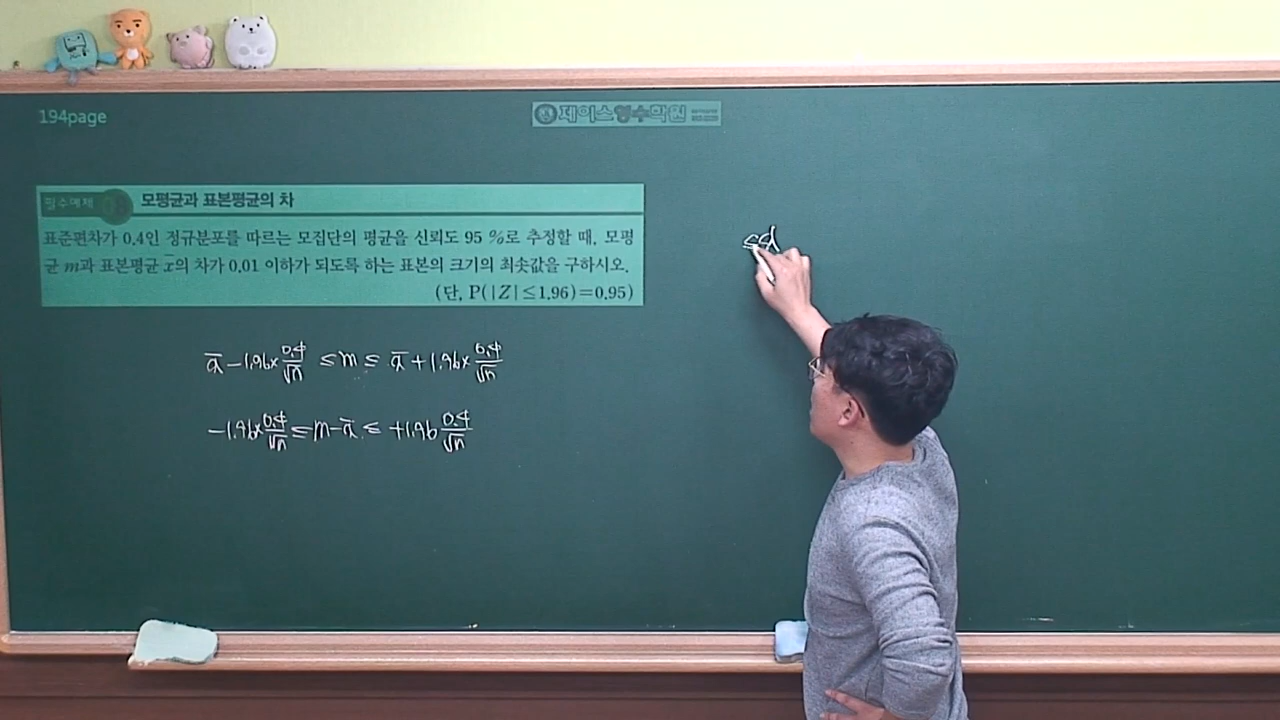 194page
제이스영수학원
필수예제
모평균과 표본평균의 차
표준편차가 0.4인 정규분포를 따르는 모집단의 평균을 신뢰도 95 %로 추정할 때, 모평
균 m과 표본평균 x̄의 차가 0.01 이하가 되도록 하는 표본의 크기의 최솟값을 구하시오.
(단, P(|Z|≤1.96)=0.95)
x̄ - 1.96× 0.4/√n ≤ m ≤ x̄ + 1.96× 0.4/√n
-1.96× 0.4/√n ≤ m - x̄ ≤ +1.96 0.4/√n